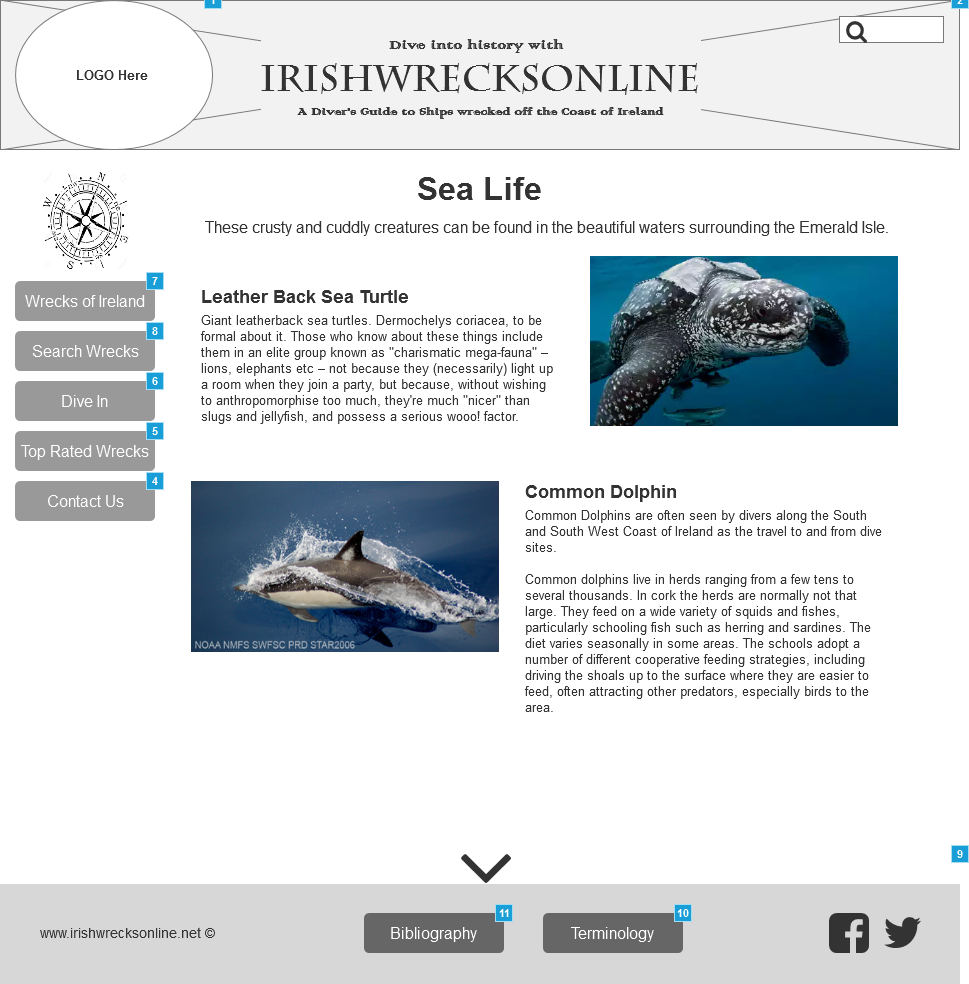 1
2
LOGO Here
Dive into history with
IRISHWRECKSONLINE
A Diver's Guide to Ships wrecked off the Coast of Ireland
N
W
E
S
Sea Life
These crusty and cuddly creatures can be found in the beautiful waters surrounding the Emerald Isle.
7
Wrecks of Ireland
8
Search Wrecks
6
Dive In
5
Top Rated Wrecks
4
Contact Us
Leather Back Sea Turtle
Giant leatherback sea turtles. Dermochelys coriacea, to be
formal about it. Those who know about these things include
them in an elite group known as "charismatic mega-fauna" –
lions, elephants etc – not because they (necessarily) light up
a room when they join a party, but because, without wishing
to anthropomorphise too much, they're much "nicer" than
slugs and jellyfish, and possess a serious wooo! factor.
NOAA NMFS SWFSC PRD STAR2006
Common Dolphin
Common Dolphins are often seen by divers along the South
and South West Coast of Ireland as the travel to and from dive
sites.
Common dolphins live in herds ranging from a few tens to
several thousands. In cork the herds are normally not that
large. They feed on a wide variety of squids and fishes,
particularly schooling fish such as herring and sardines. The
diet varies seasonally in some areas. The schools adopt a
number of different cooperative feeding strategies, including
driving the shoals up to the surface where they are easier to
feed, often attracting other predators, especially birds to the
area.
9
www.irishwrecksonline.net ©
11
Bibliography
10
Terminology